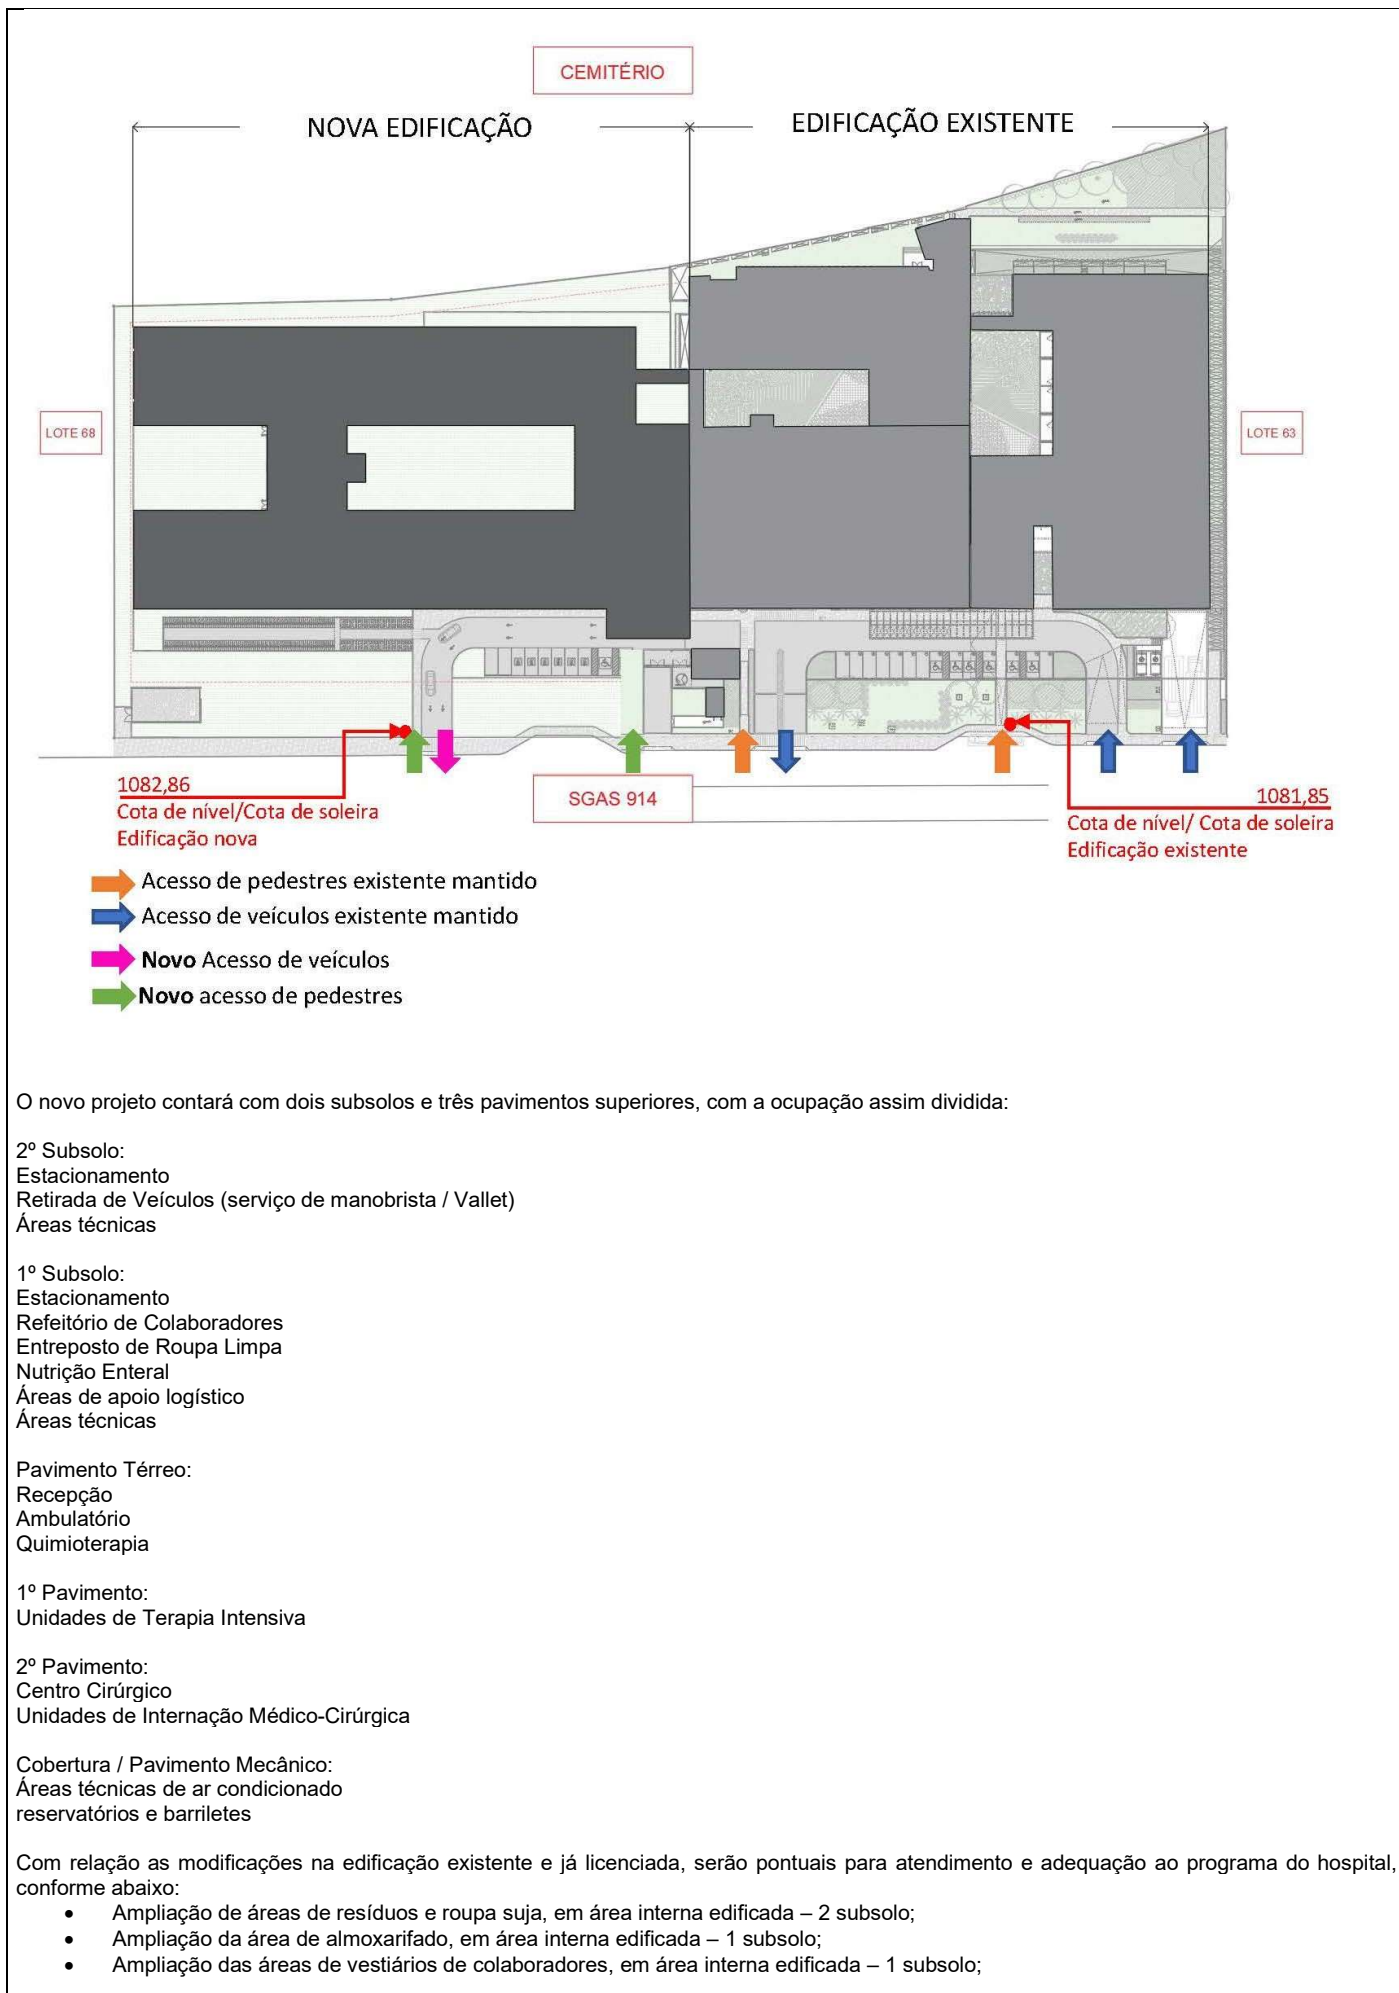 CEMITÉRIO
NOVA EDIFICAÇÃO
EDIFICAÇÃO EXISTENTE
LOTE 68
LOTE 63
1082,86
Cota de nível/Cota de soleira
Edificação nova
SGAS 914
1081,85
Cota de nível/ Cota de soleira
Edificação existente
Acesso de pedestres existente mantido
Acesso de veículos existente mantido
Novo Acesso de veículos
Novo acesso de pedestres
O novo projeto contará com dois subsolos e três pavimentos superiores, com a ocupação assim dividida:
2º Subsolo:
Estacionamento
Retirada de Veículos (serviço de manobrista / Vallet)
Áreas técnicas
1º Subsolo:
Estacionamento
Refeitório de Colaboradores
Entreposto de Roupa Limpa
Nutrição Enteral
Áreas de apoio logístico
Áreas técnicas
Pavimento Térreo:
Recepção
Ambulatório
Quimioterapia
1º Pavimento:
Unidades de Terapia Intensiva
2º Pavimento:
Centro Cirúrgico
Unidades de Internação Médico-Cirúrgica
Cobertura / Pavimento Mecânico:
Áreas técnicas de ar condicionado
reservatórios e barriletes
Com relação as modificações na edificação existente e já licenciada, serão pontuais para atendimento e adequação ao programa do hospital,
conforme abaixo:
• Ampliação de áreas de resíduos e roupa suja, em área interna edificada – 2 subsolo;
• Ampliação da área de almoxarifado, em área interna edificada – 1 subsolo;
• Ampliação das áreas de vestiários de colaboradores, em área interna edificada – 1 subsolo;